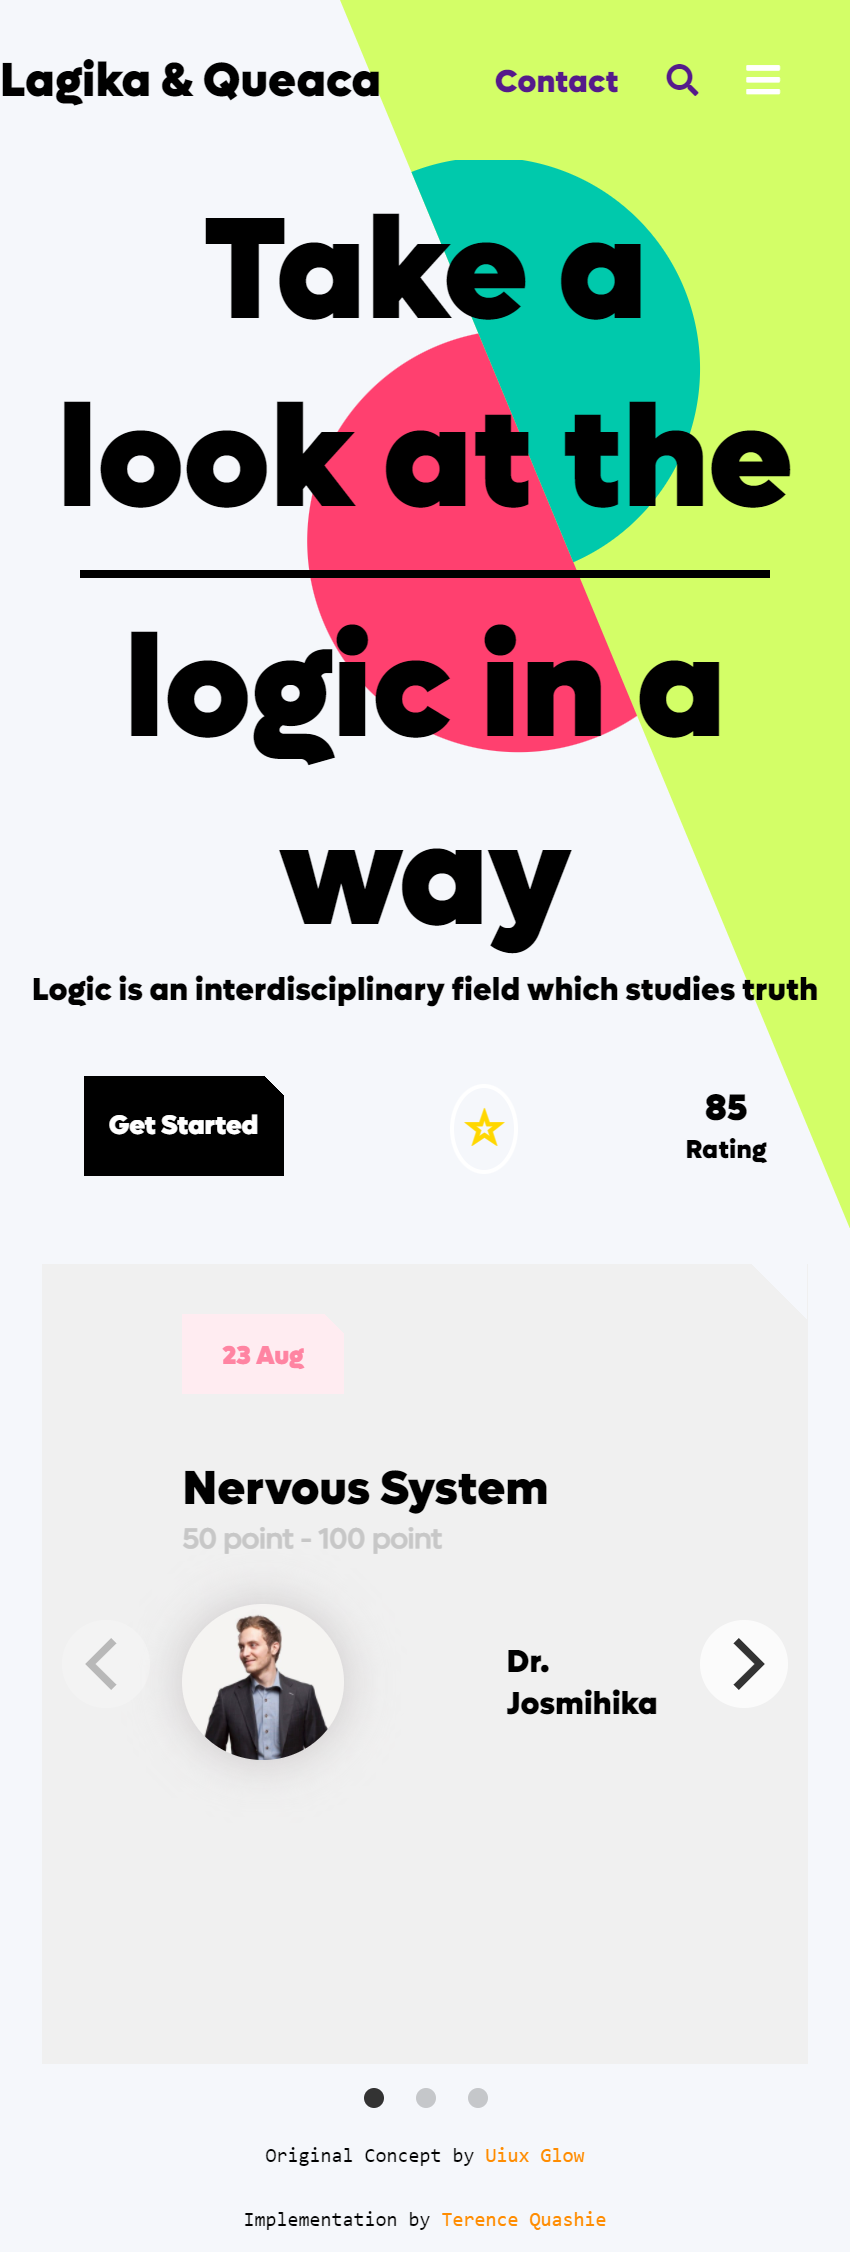 Lagika & Queaca
Contact
Take a
look at the
logic in a
way
Logic is an interdisciplinary field which studies truth
Get Started
85
Rating
23 Aug
Nervous System
50 point - 100 point
Dr.
Josmihika
Original Concept by Uiux Glow
Implementation by Terence Quashie